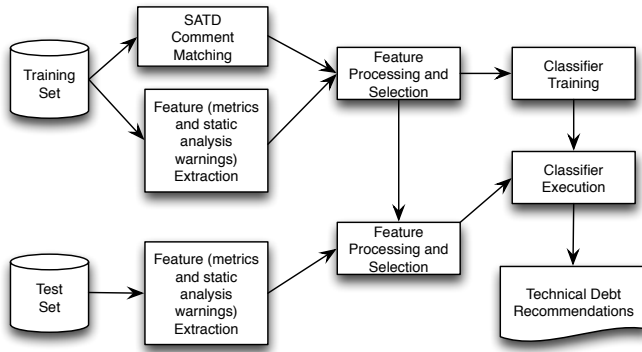 Training
Set
SATD
Comment
Matching
Feature (metrics
and static
analysis
warnings)
Extraction
Feature
Processing and
Selection
Classifier
Training
Classifier
Execution
Test
Set
Feature (metrics
and static
analysis
warnings)
Extraction
Feature
Processing and
Selection
Technical Debt
Recommendations